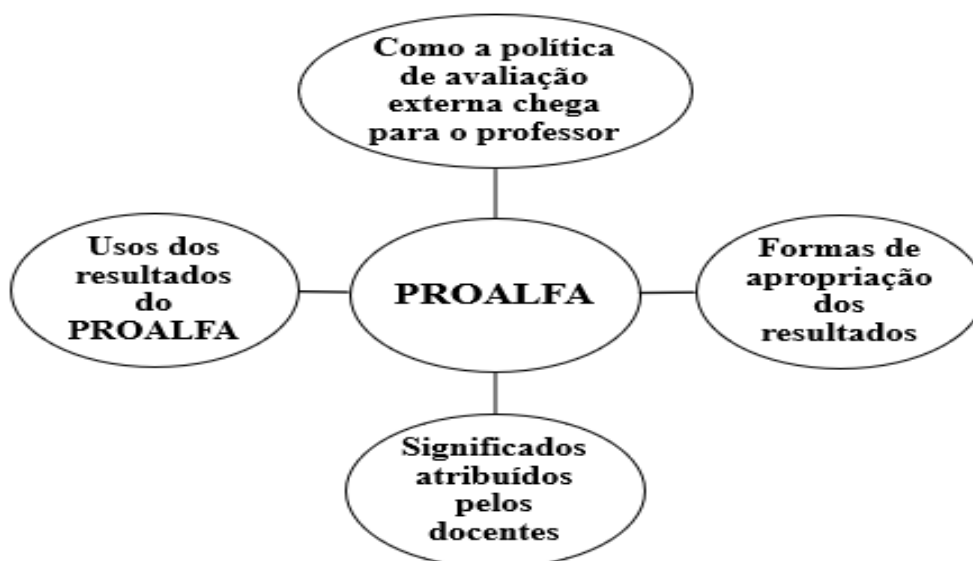 Como a política
de avaliação
externa chega
para o professor
Usos dos
resultados
do
PROALFA
PROALFA
Formas de
apropriação
dos
resultados
Significados
atribuídos
pelos
docentes